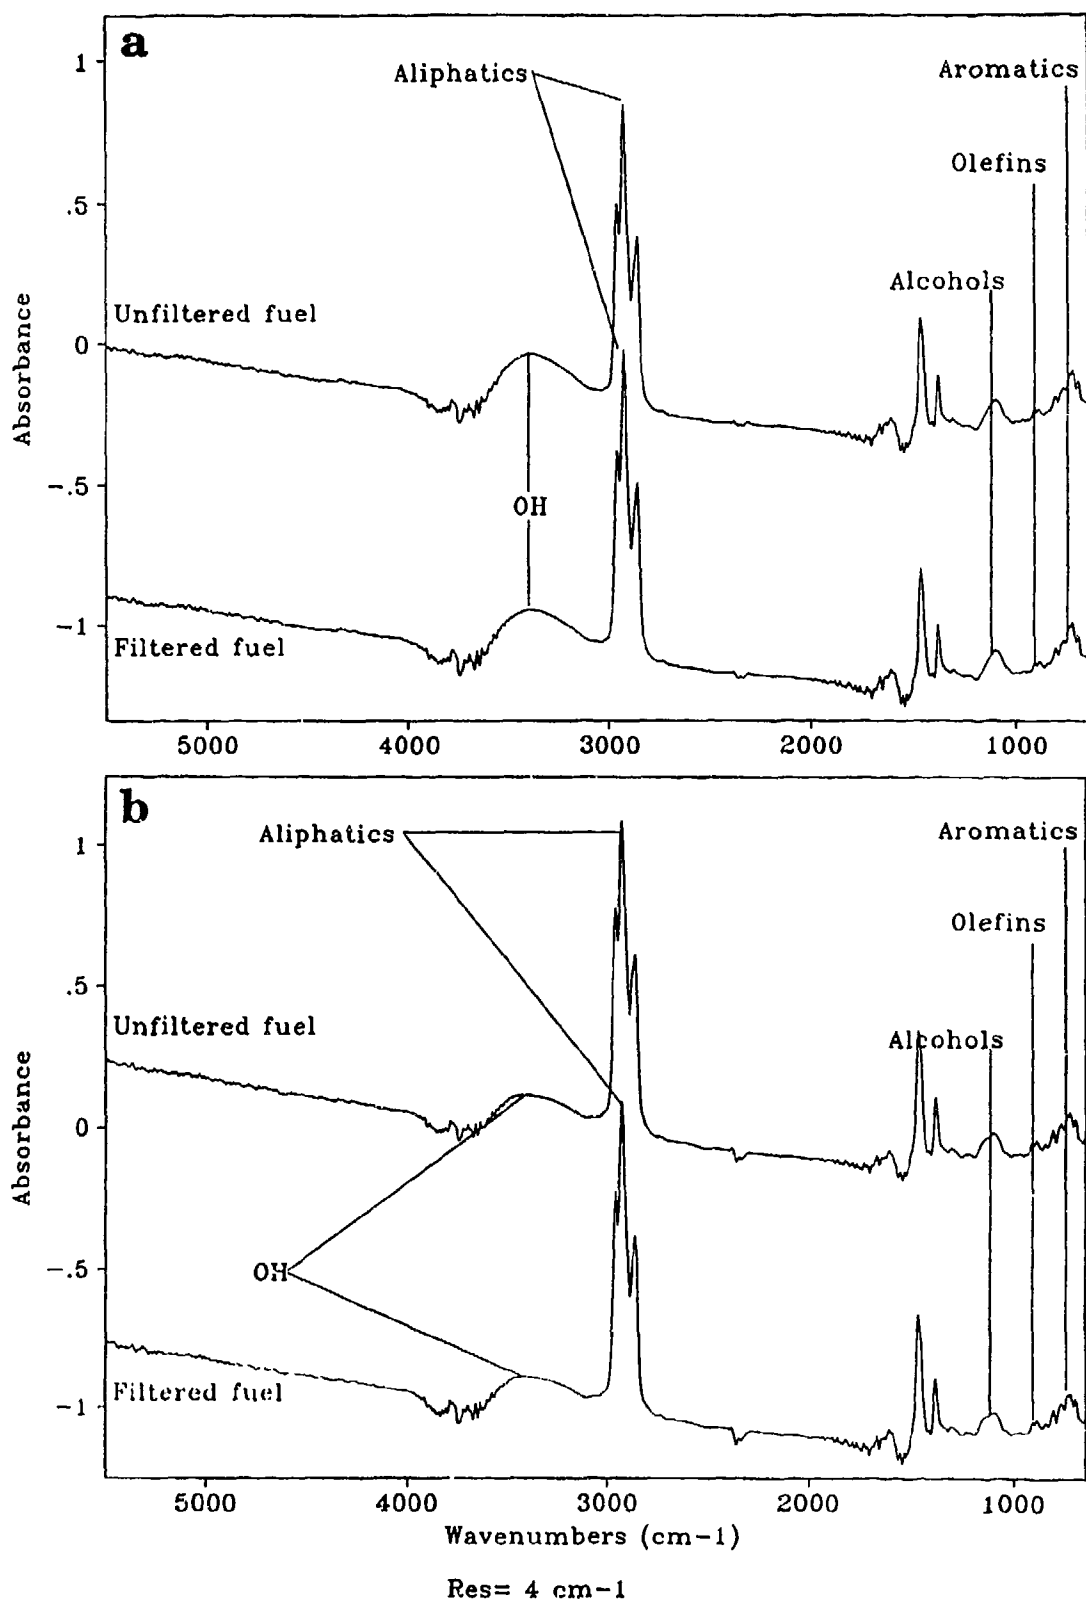 a
Aliphatics
Aromatics
Olefins
Alcohols
Unfiltered fuel
OH
Filtered fuel
Absorbance
1
.5
0
-.5
-1
5000 4000 3000 2000 1000
b
Aliphatics
Aromatics
Olefins
Alcohols
Unfiltered fuel
OH
Filtered fuel
Absorbance
1
.5
0
-.5
-1
5000 4000 3000 2000 1000
Wavenumbers (cm-1)
Res= 4 cm-1